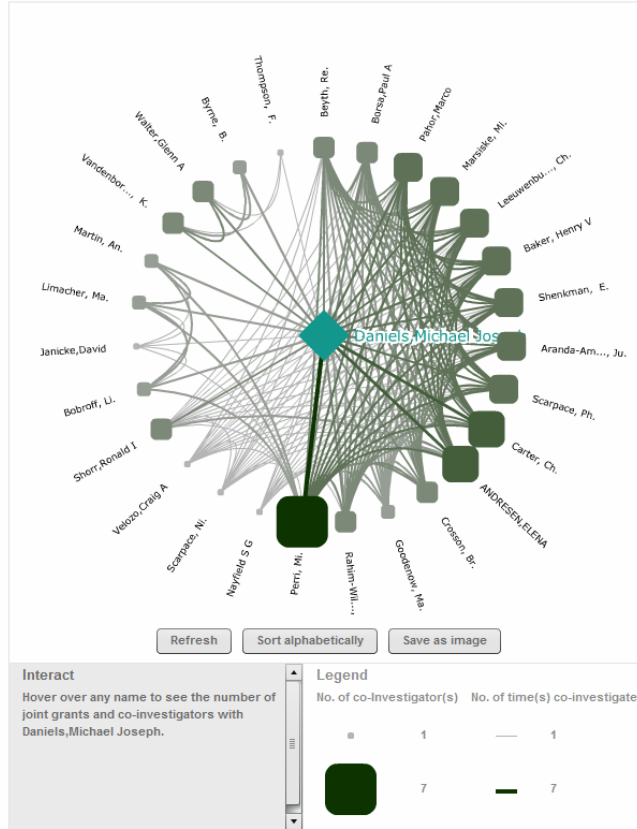 Thompson, F.
Beyth, Re.
Borsa,Paul A
Pahor,Marco
Marsiske, Mi.
Leeuwenbu..., Ch.
Baker, Henry V
Shenkman, E.
Aranda-Am..., Ju.
Scarpace, Ph.
Carter, Ch.
ANDRESEN,ELENA
Crosson, Br.
Goodenow, Ma.
Rahim-Wil...,
Perri, Mi.
Nayfield S G
Scarpace, Ni.
Velozo,Craig A
Shorr,Ronald I
Bobroff, Li.
Janicke,David
Limacher, Ma.
Martin, An.
Vandenbor..., K.
Walter,Glenn A
Byrne, B.
Daniels,Michael Joseph
Refresh
Sort alphabetically
Save as image
Interact
Hover over any name to see the number of
joint grants and co-investigators with
Daniels,Michael Joseph.
Legend
No. of co-Investigator(s) No. of time(s) co-investigate
1 1
7 7